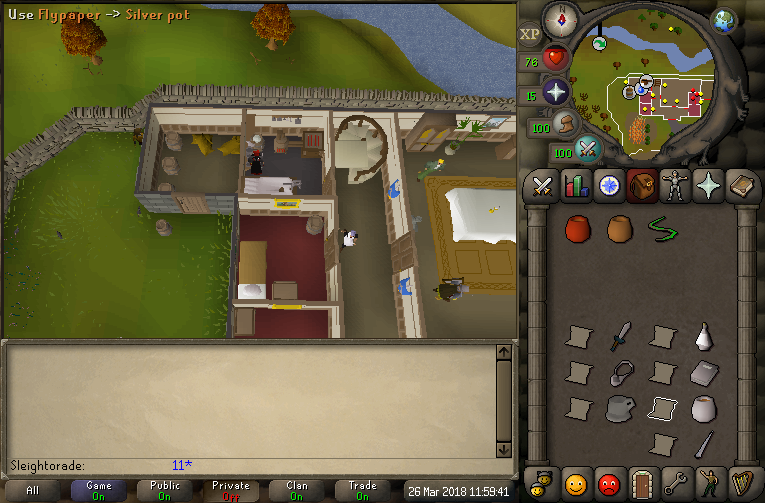 Use Flypaper -> Silver pot
XP
76
15
100
100
Sleightorade: 11*
All
Game
On
Public
On
Private
Off
Clan
On
Trade
On
26 Mar 2018 11:59:41